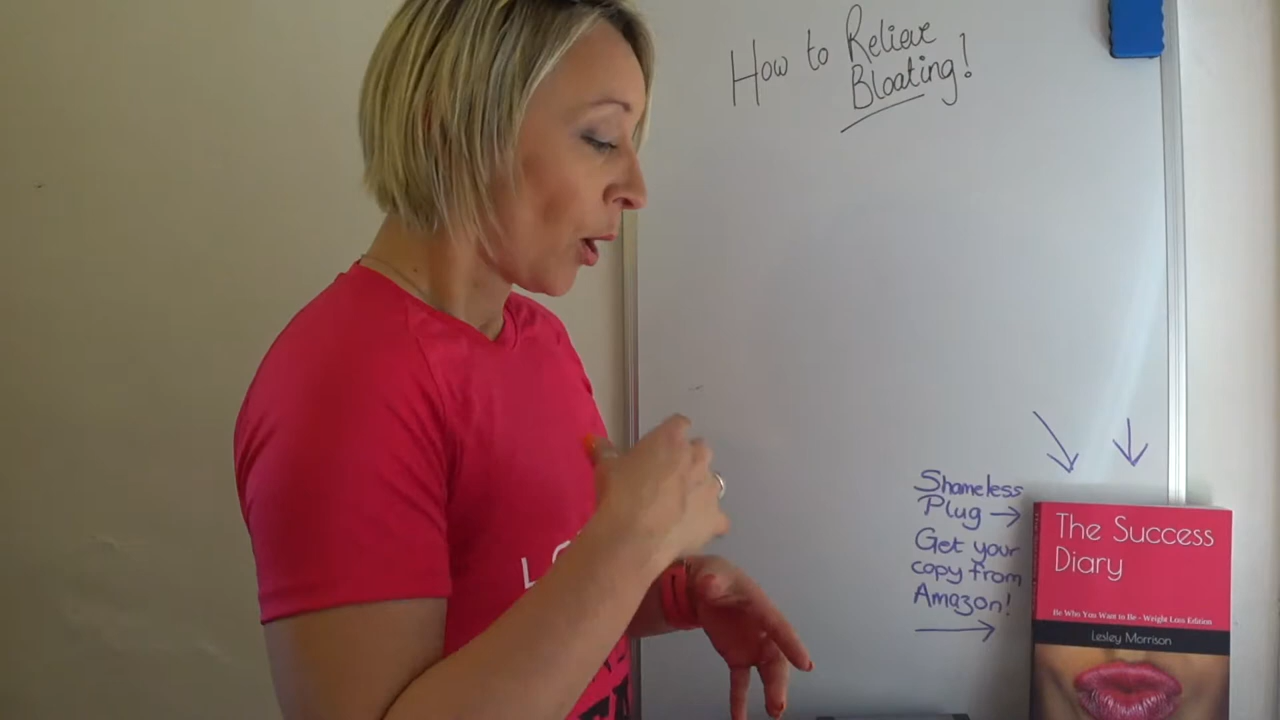 How to Relieve
Bloating!
Shameless
Plug →
Get your
copy from
Amazon!
The Success
Diary
Be Who You Want to Be - Weight Loss Edition
Lesley Morrison